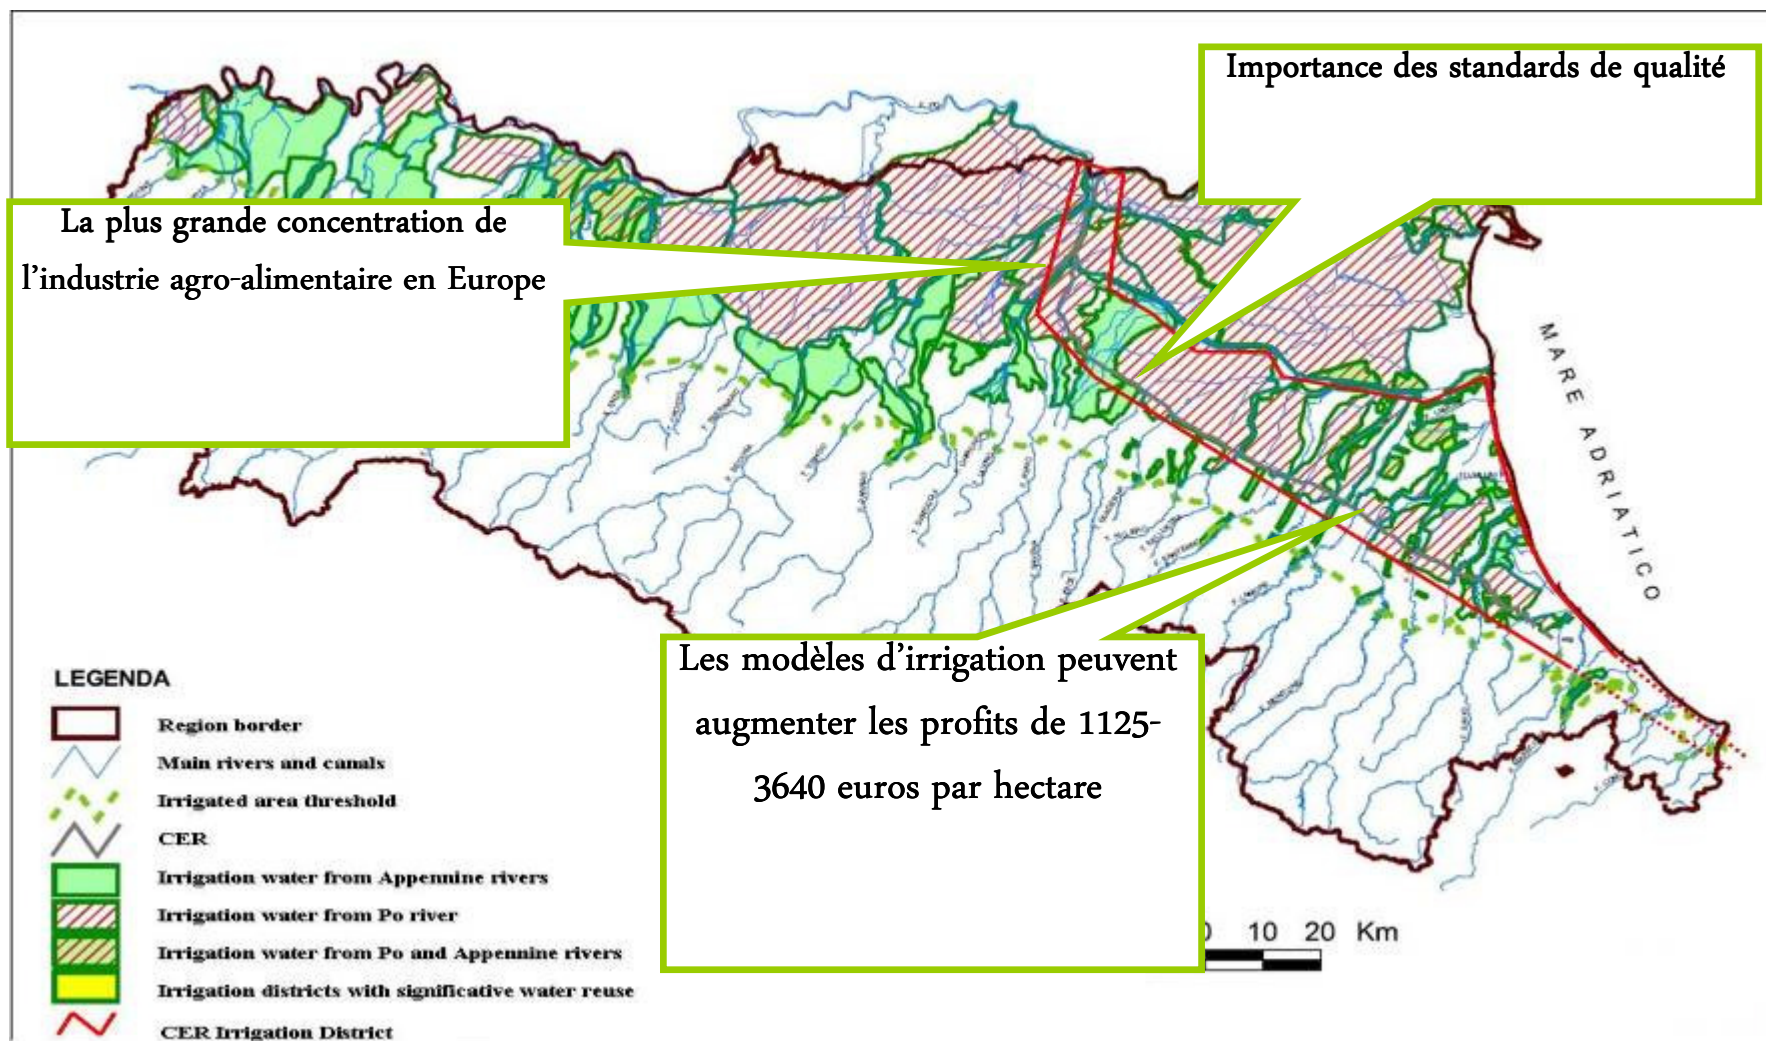 Importance des standards de qualité
La plus grande concentration de
l’industrie agro-alimentaire en Europe
MARE ADRIATICO
Les modèles d’irrigation peuvent
augmenter les profits de 1125-
3640 euros par hectare
LEGENDA
Region border
Main rivers and canals
Irrigated area threshold
CER
Irrigation water from Appennine rivers
Irrigation water from Po river
Irrigation water from Po and Appennine rivers
Irrigation districts with significative water reuse
CER Irrigation District
10 20 Km